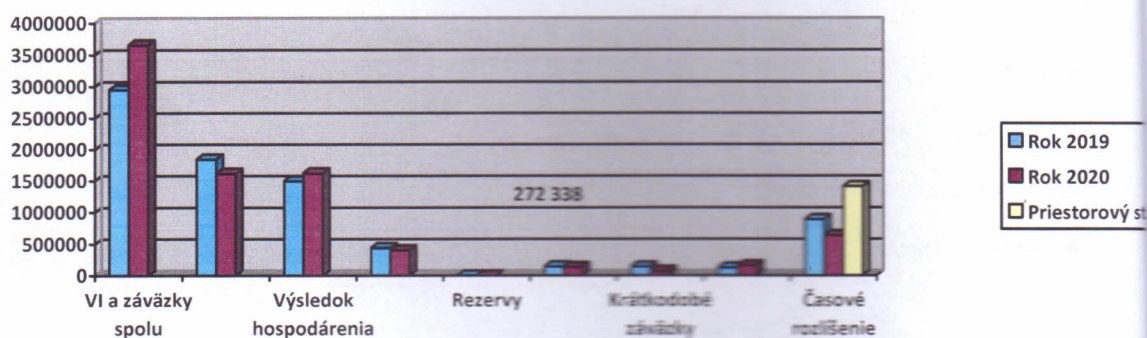 4000000
3500000
3000000
2500000
2000000
1500000
1000000
500000
0
272 338
VI a záväzky
spolu
Výsledok
hospodárenia
Rezervy
Krátkodobé
záväzky
Časové
rozlíšenie
Rok 2019
Rok 2020
Priestorový